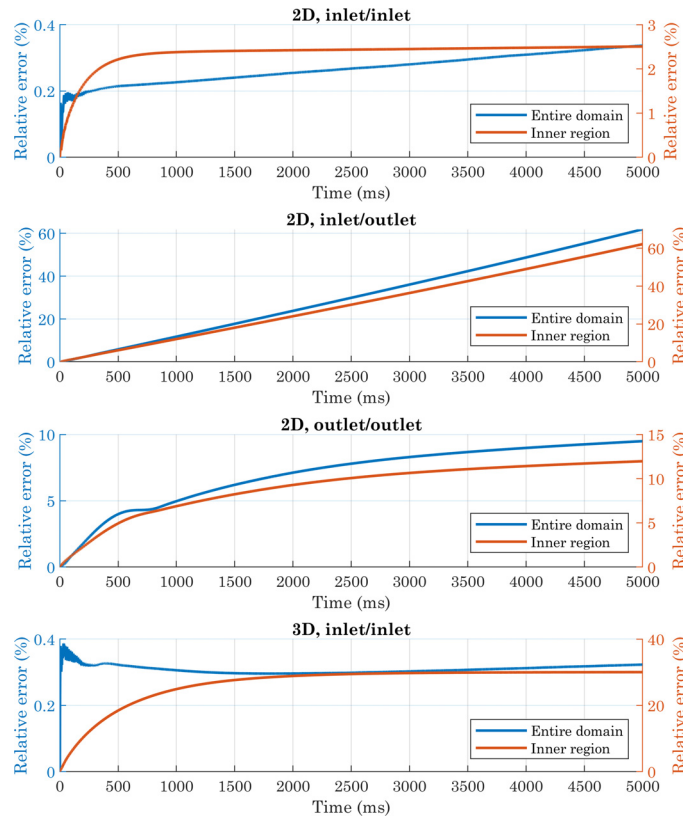 2D, inlet/inlet
Relative error (%)
0.4
0.2
0
3
2
1
0
Relative error (%)
Entire domain
Inner region
0 500 1000 1500 2000 2500 3000 3500 4000 4500 5000
Time (ms)
2D, inlet/outlet
Relative error (%)
60
40
20
0
60
40
20
0
Relative error (%)
Entire domain
Inner region
0 500 1000 1500 2000 2500 3000 3500 4000 4500 5000
Time (ms)
2D, outlet/outlet
Relative error (%)
10
5
0
15
10
5
0
Relative error (%)
Entire domain
Inner region
0 500 1000 1500 2000 2500 3000 3500 4000 4500 5000
Time (ms)
3D, inlet/inlet
Relative error (%)
0.4
0.2
0
40
30
20
10
0
Relative error (%)
Entire domain
Inner region
0 500 1000 1500 2000 2500 3000 3500 4000 4500 5000
Time (ms)